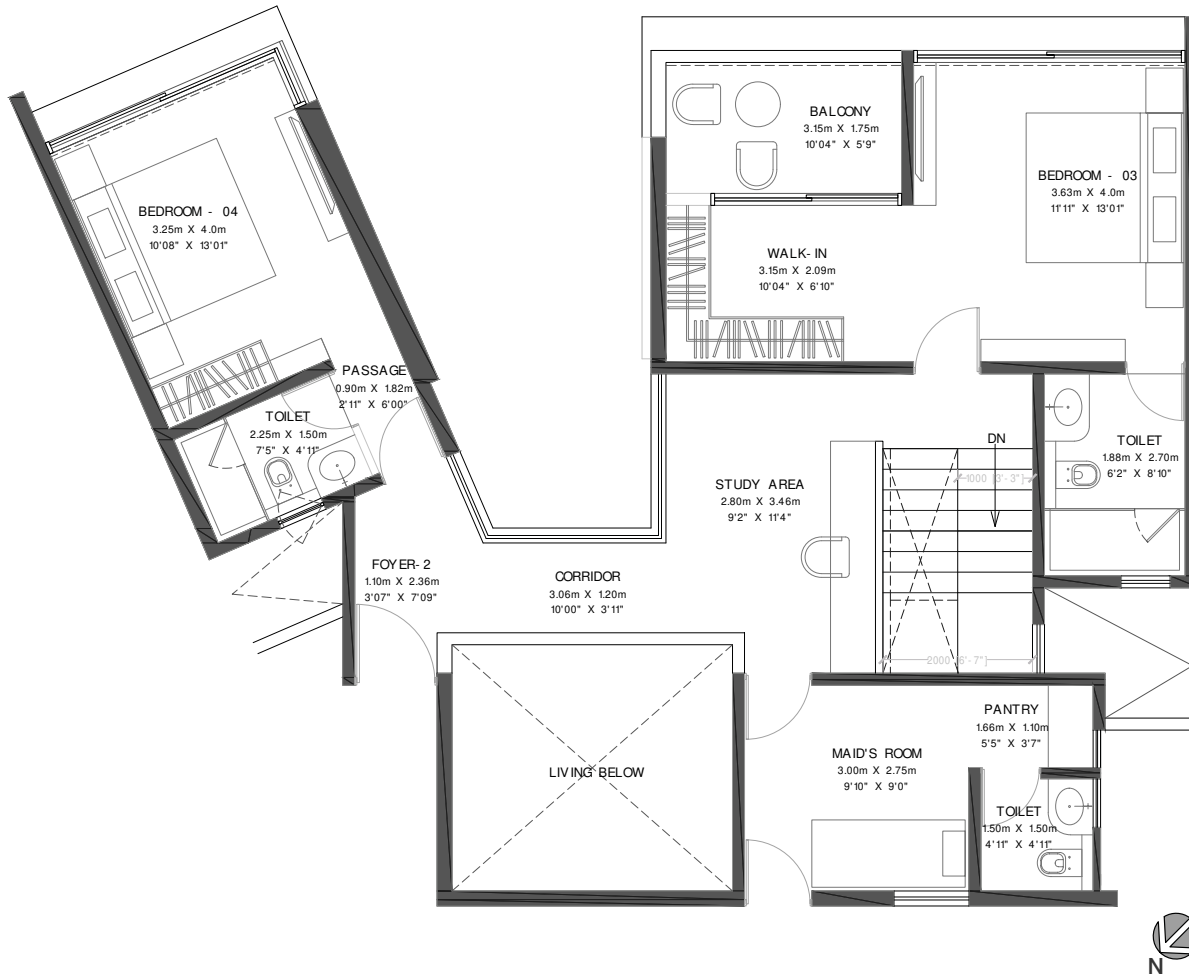 BALCONY
3.15m X 1.75m
10'04" X 5'9"
BEDROOM - 03
3.63m X 4.0m
11'11" X 13'01"
BEDROOM - 04
3.25m X 4.0m
10'08" X 13'01"
WALK-IN
3.15m X 2.09m
10'04" X 6'10"
PASSAGE
0.90m X 1.82m
2'11" X 6'00"
TOILET
2.25m X 1.50m
7'5" X 4'11"
DN
TOILET
1.88m X 2.70m
6'2" X 8'10"
1000 [3'-3"]
STUDY AREA
2.80m X 3.46m
9'2" X 11'4"
FOYER-2
1.10m X 2.36m
3'07" X 7'09"
CORRIDOR
3.06m X 1.20m
10'00" X 3'11"
2000 [6'-7"]
PANTRY
1.66m X 1.10m
5'5" X 3'7"
MAID'S ROOM
3.00m X 2.75m
9'10" X 9'0"
LIVING BELOW
TOILET
1.50m X 1.50m
4'11" X 4'11"
N